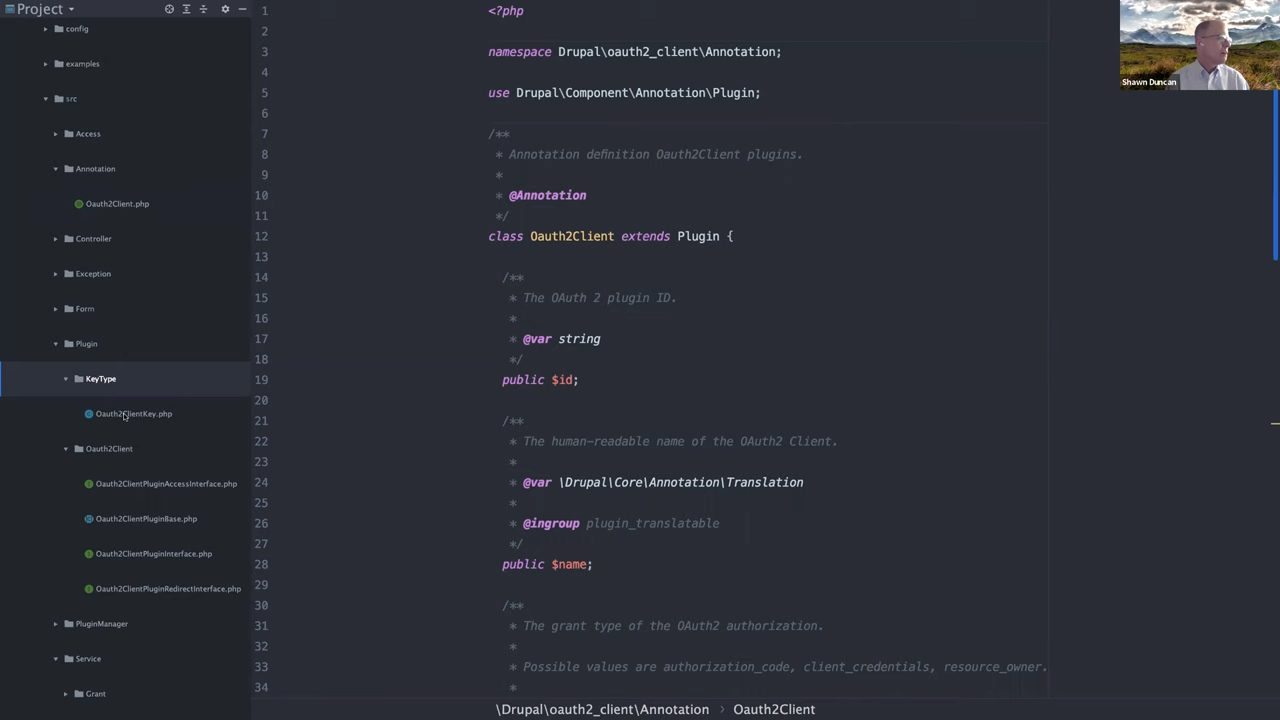 Project
config
examples
src
Access
Annotation
Oauth2Client.php
Controller
Exception
Form
Plugin
KeyType
Oauth2ClientKey.php
Oauth2Client
Oauth2ClientPluginAccessInterface.php
Oauth2ClientPluginBase.php
Oauth2ClientPluginInterface.php
Oauth2ClientPluginRedirectInterface.php
PluginManager
Service
Grant
1 <?php
2
3 namespace Drupal\oauth2_client\Annotation;
4
5 use Drupal\Component\Annotation\Plugin;
6
7 /**
8 * Annotation definition Oauth2Client plugins.
9 *
10 * @Annotation
11 */
12 class Oauth2Client extends Plugin {
13
14 /**
15 * The OAuth 2 plugin ID.
16 *
17 * @var string
18 */
19 public $id;
20
21 /**
22 * The human-readable name of the OAuth2 Client.
23 *
24 * @var \Drupal\Core\Annotation\Translation
25 *
26 * @ingroup plugin_translatable
27 */
28 public $name;
29
30 /**
31 * The grant type of the OAuth2 authorization.
32 *
33 * Possible values are authorization_code, client_credentials, resource_owner.
34 *
\Drupal\oauth2_client\Annotation > Oauth2Client
Shawn Duncan